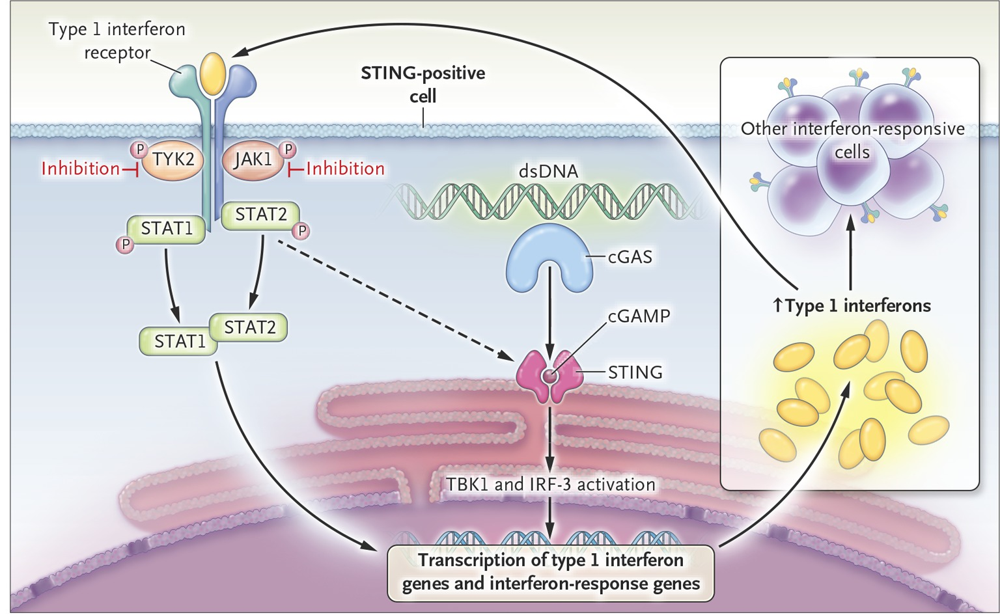 Type 1 interferon
receptor
STING-positive
cell
P
TYK2
JAK1
P
Inhibition
Inhibition
STAT1
P
STAT2
P
STAT1
STAT2
dsDNA
cGAS
cGAMP
STING
TBK1 and IRF-3 activation
Transcription of type 1 interferon
genes and interferon-response genes
Other interferon-responsive
cells
↑Type 1 interferons